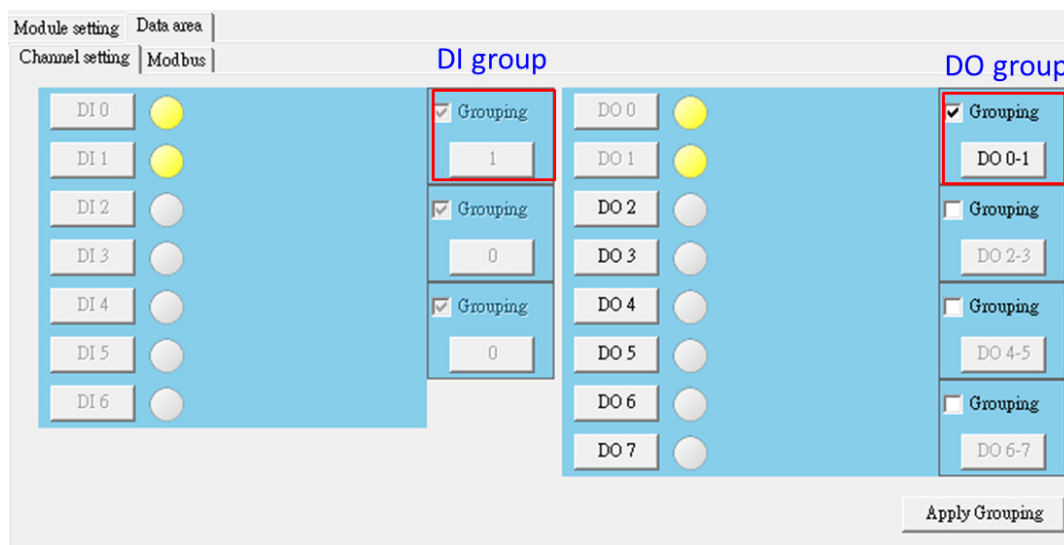 Module setting Data area
Channel setting Modbus
DI group DO group
DI 0 Grouping DO 0 Grouping
DI 1 1 DO 1 DO 0-1
DI 2 Grouping DO 2 Grouping
DI 3 0 DO 3 DO 2-3
DI 4 Grouping DO 4 Grouping
DI 5 0 DO 5 DO 4-5
DI 6 DO 6 Grouping
DO 7 DO 6-7
Apply Grouping